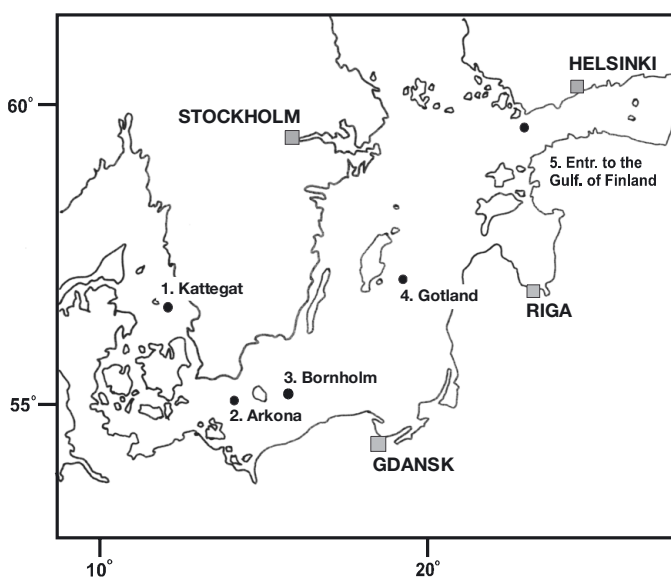 HELSINKI
60°
STOCKHOLM
5. Entr. to the
Gulf. of Finland
1. Kattegat
4. Gotland
RIGA
3. Bornholm
55°
2. Arkona
GDANSK
10°
20°